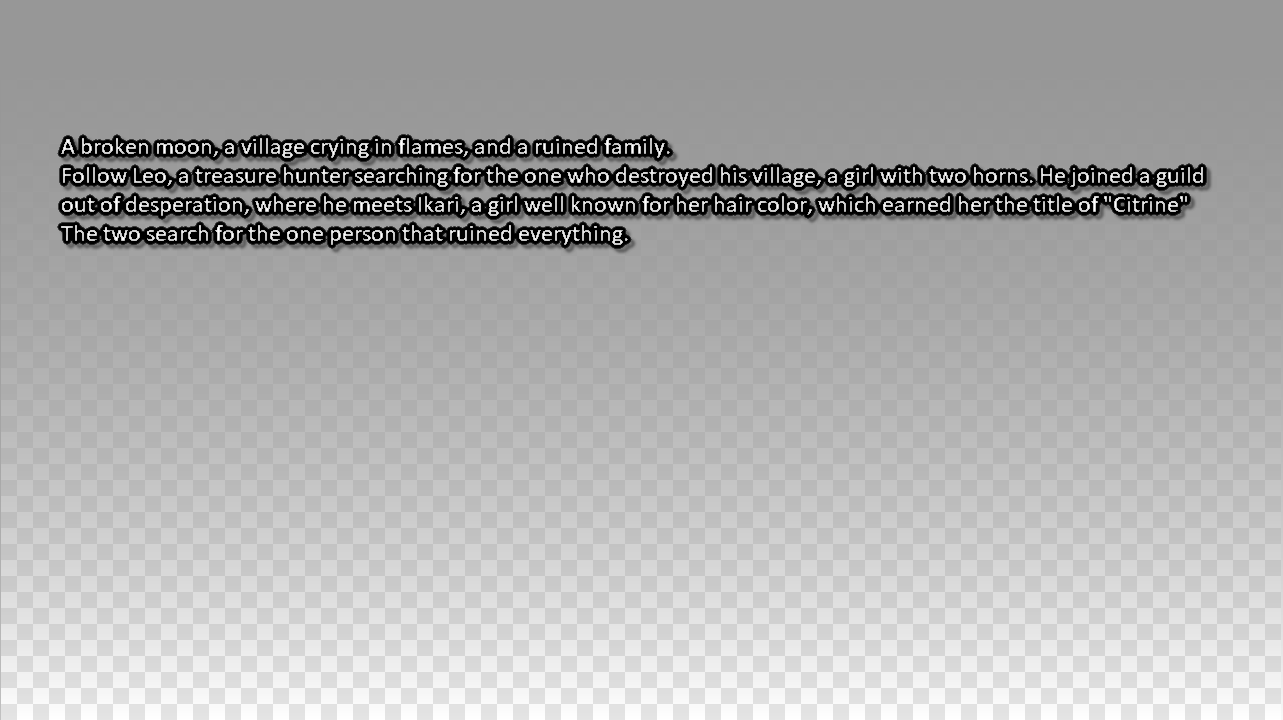 A broken moon, a village crying in flames, and a ruined family.
Follow Leo, a treasure hunter searching for the one who destroyed his village, a girl with two horns. He joined a guild
out of desperation, where he meets Ikari, a girl well known for her hair color, which earned her the title of "Citrine"
The two search for the one person that ruined everything.